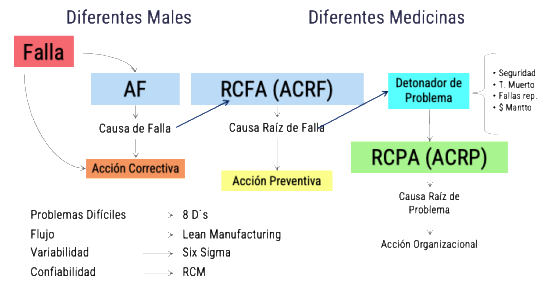 Diferentes Males
Diferentes Medicinas
Falla
AF
RCFA (ACRF)
Detonador de
Problema
• Seguridad
• T. Muerto
• Fallas rep.
• $ Mantto
Causa de Falla
Causa Raíz de Falla
RCPA (ACRP)
Acción Correctiva
Acción Preventiva
Causa Raíz de
Problema
Acción Organizacional
Problemas Difíciles > 8 D´s
Flujo > Lean Manufacturing
Variabilidad > Six Sigma
Confiabilidad > RCM